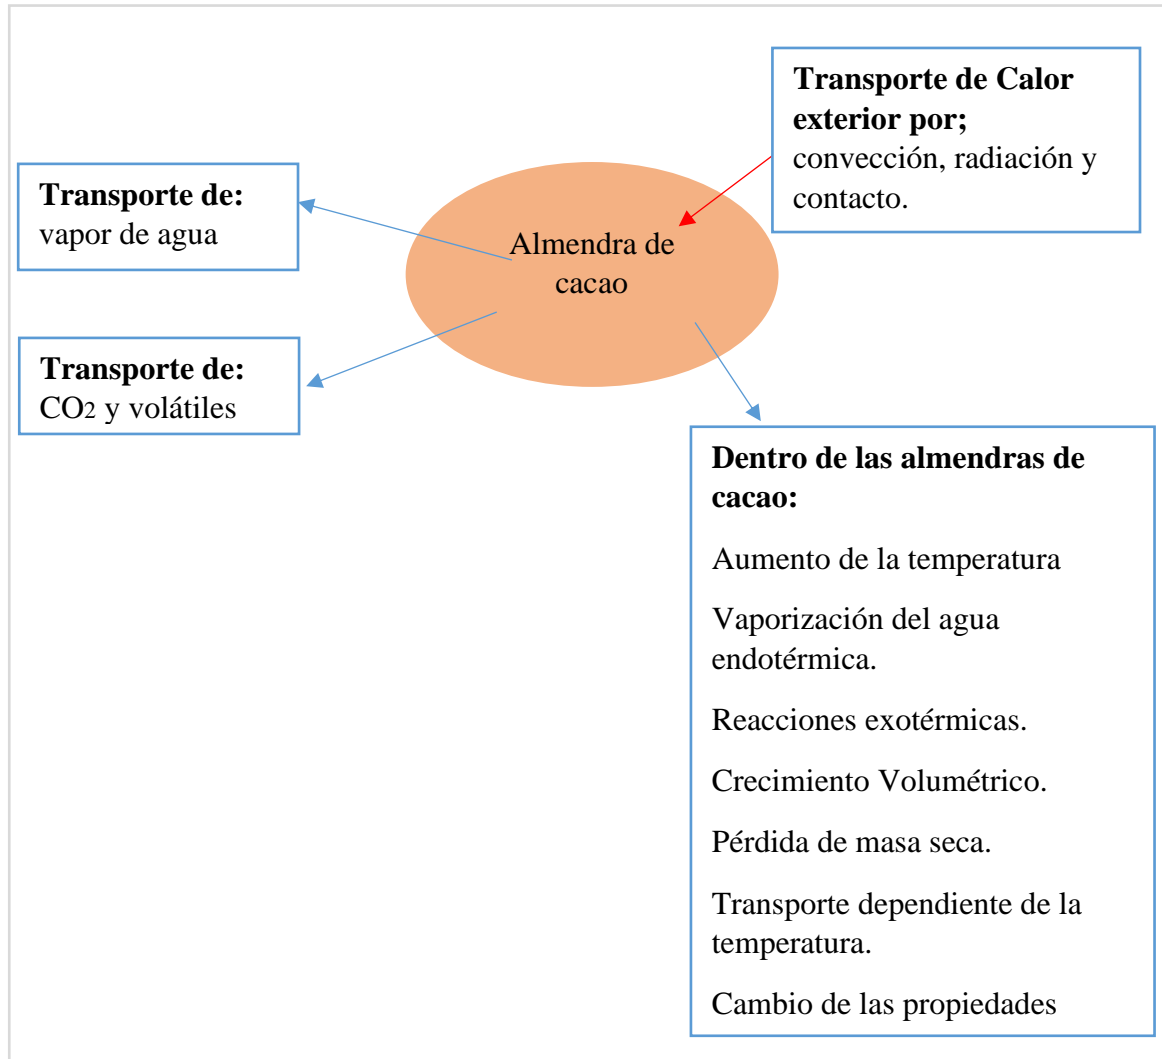 Transporte de Calor
exterior por;
convección, radiación y
contacto.
Transporte de:
vapor de agua
Almendra de
cacao
Transporte de:
CO2 y volátiles
Dentro de las almendras de
cacao:
Aumento de la temperatura
Vaporización del agua
endotérmica.
Reacciones exotérmicas.
Crecimiento Volumétrico.
Pérdida de masa seca.
Transporte dependiente de la
temperatura.
Cambio de las propiedades